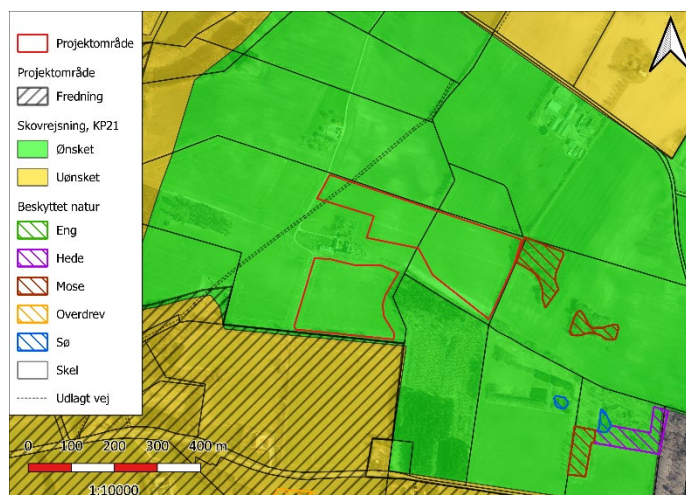 Projektområde
Projektområde
Fredning
Skovrejsning, KP21
Ønsket
Uønsket
Beskyttet natur
Eng
Hede
Mose
Overdrev
Sø
Skel
Udlagt vej
0 100 200 300 400 m
1:10000